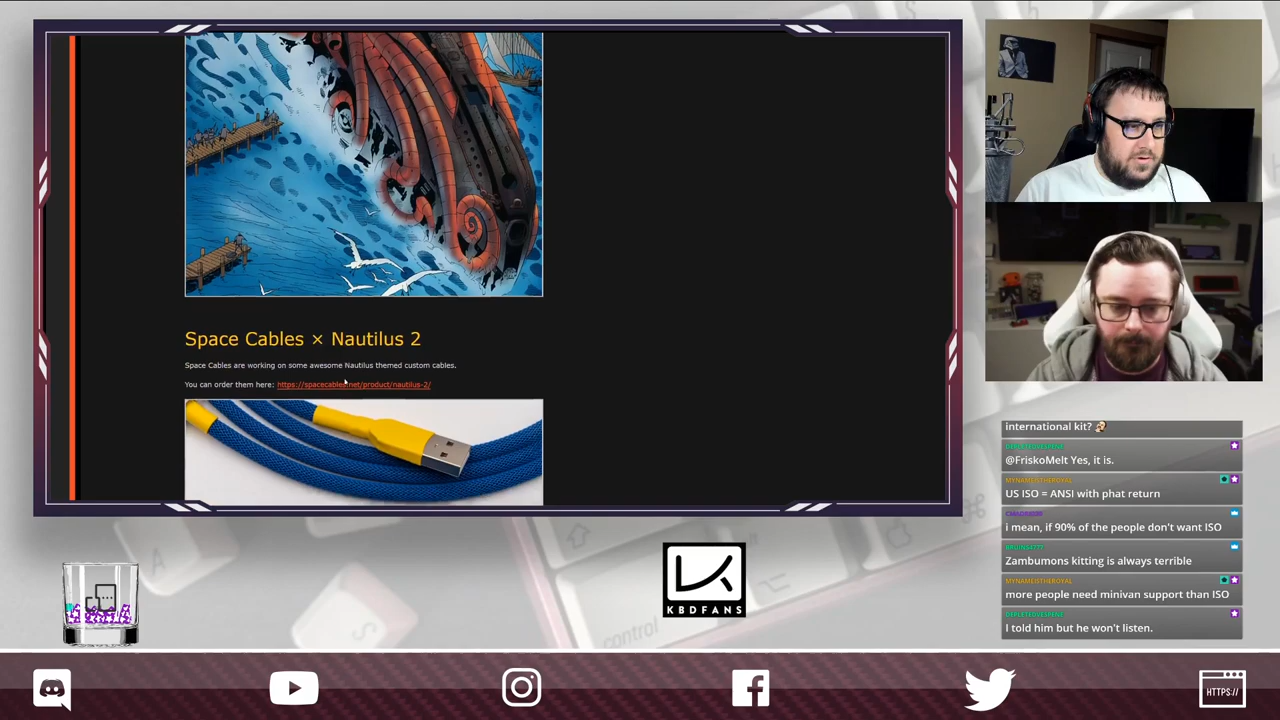 Space Cables × Nautilus 2
Space Cables are working on some awesome Nautilus themed custom cables.
You can order them here: https://spacecables.net/product/nautilus-2/
international kit?
@FriskoMelt Yes, it is.
MYNAMEISTHEROYAL
US ISO = ANSI with phat return
i mean, if 90% of the people don't want ISO
Zambumons kitting is always terrible
MYNAMEISTHEROYAL
more people need minivan support than ISO
I told him but he won't listen.
KBDFANS
control
HTTPS://